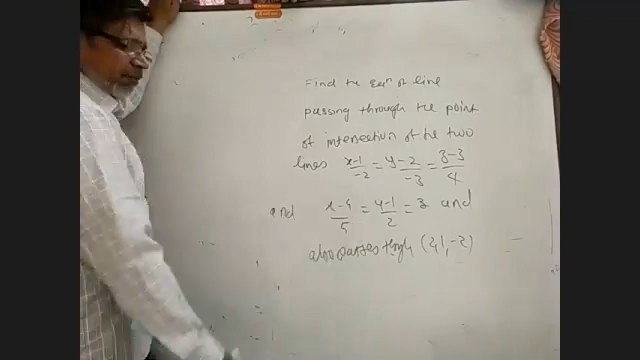 Find the Eqn of line
passing through the point
of intersection of the two
lines x-1/-2 = y-2/-3 = z-3/4
and x-4/5 = y-1/2 = z and
also passes thrgh (2,1,-2)